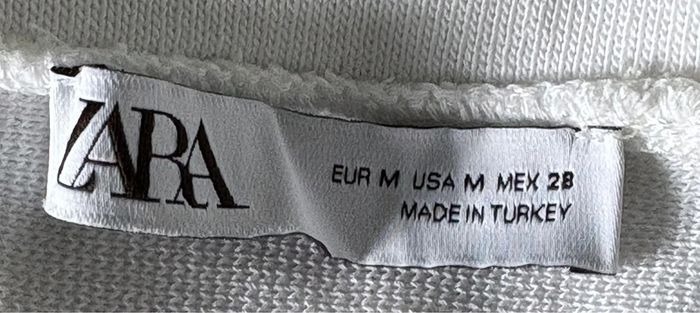 ZARA
EUR M USA M MEX 28
MADE IN TURKEY